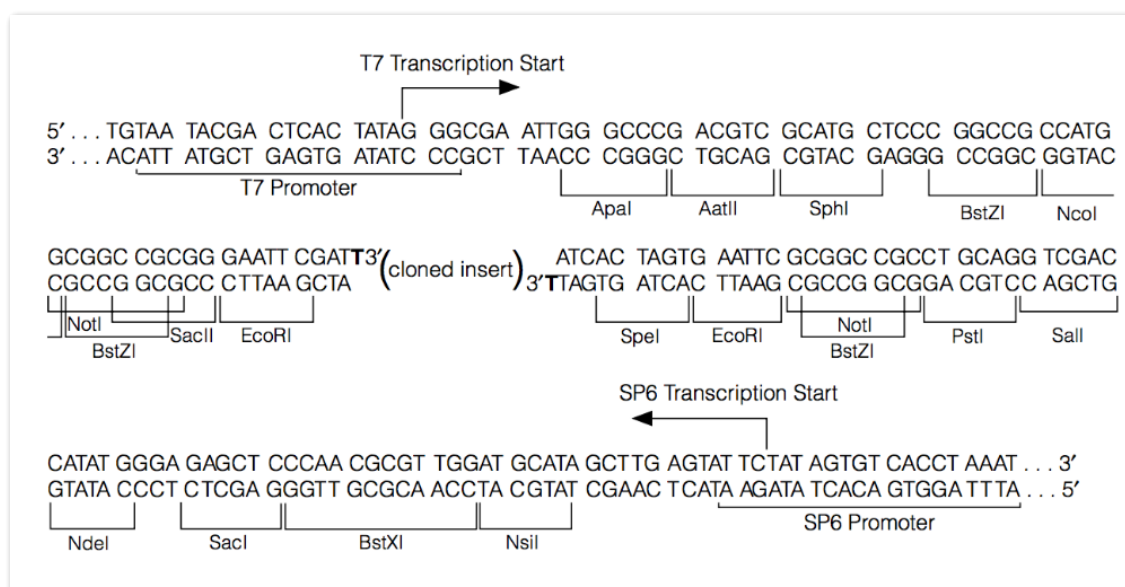 T7 Transcription Start
5′ . . . TGTAA TACGA CTCAC TATAG GGCGA ATTGG GCCCG ACGTC GCATG CTCCC GGCCG CCATG
3′ . . . ACATT ATGCT GAGTG ATATC CCGCT TAACC CGGGC TGCAG CGTAC GAGGG CCGGC GGTAC
T7 Promoter
ApaI AatII SphI BstZI NcoI
GCGGC CGCGG GAATT CGATT3′ (cloned insert) ATCAC TAGTG AATTC GCGGC CGCCT GCAGG TCGAC
CGCCG GCGCC CTTAA GCTA 3′TTAGTG ATCAC TTAAG CGCCG GCGGA CGTCC AGCTG
NotI SacII EcoRI SpeI EcoRI NotI PstI SalI
BstZI BstZI
SP6 Transcription Start
CATAT GGGA GAGCT CCCAA CGCGT TGGAT GCATA GCTTG AGTAT TCTAT AGTGT CACCT AAAT . . . 3′
GTATA CCCT CTCGAG GGTT GCGCA ACCTA CGTAT CGAAC TCATA AGATA TCACA GTGGA TTTA . . . 5′
SP6 Promoter
NdeI SacI BstXI NsiI